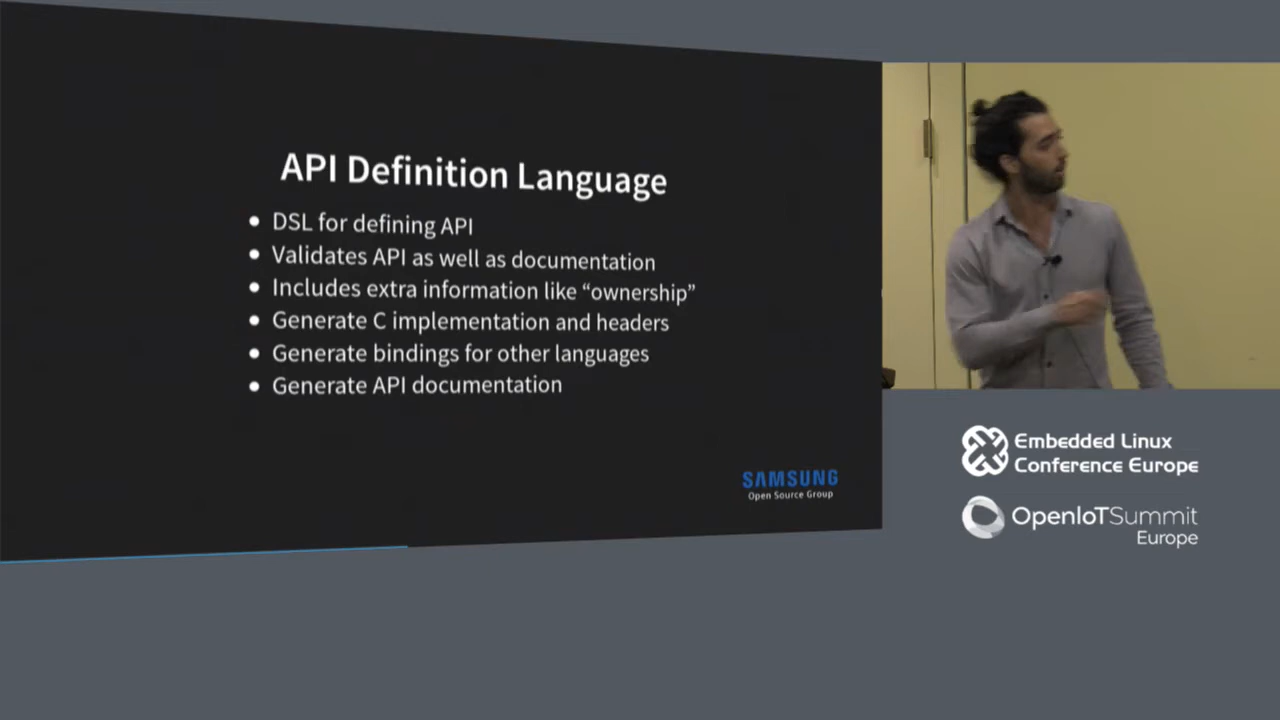 API Definition Language
DSL for defining API
Validates API as well as documentation
Includes extra information like “ownership”
Generate C implementation and headers
Generate bindings for other languages
Generate API documentation
SAMSUNG
Open Source Group
Embedded Linux
Conference Europe
OpenIoTSummit
Europe